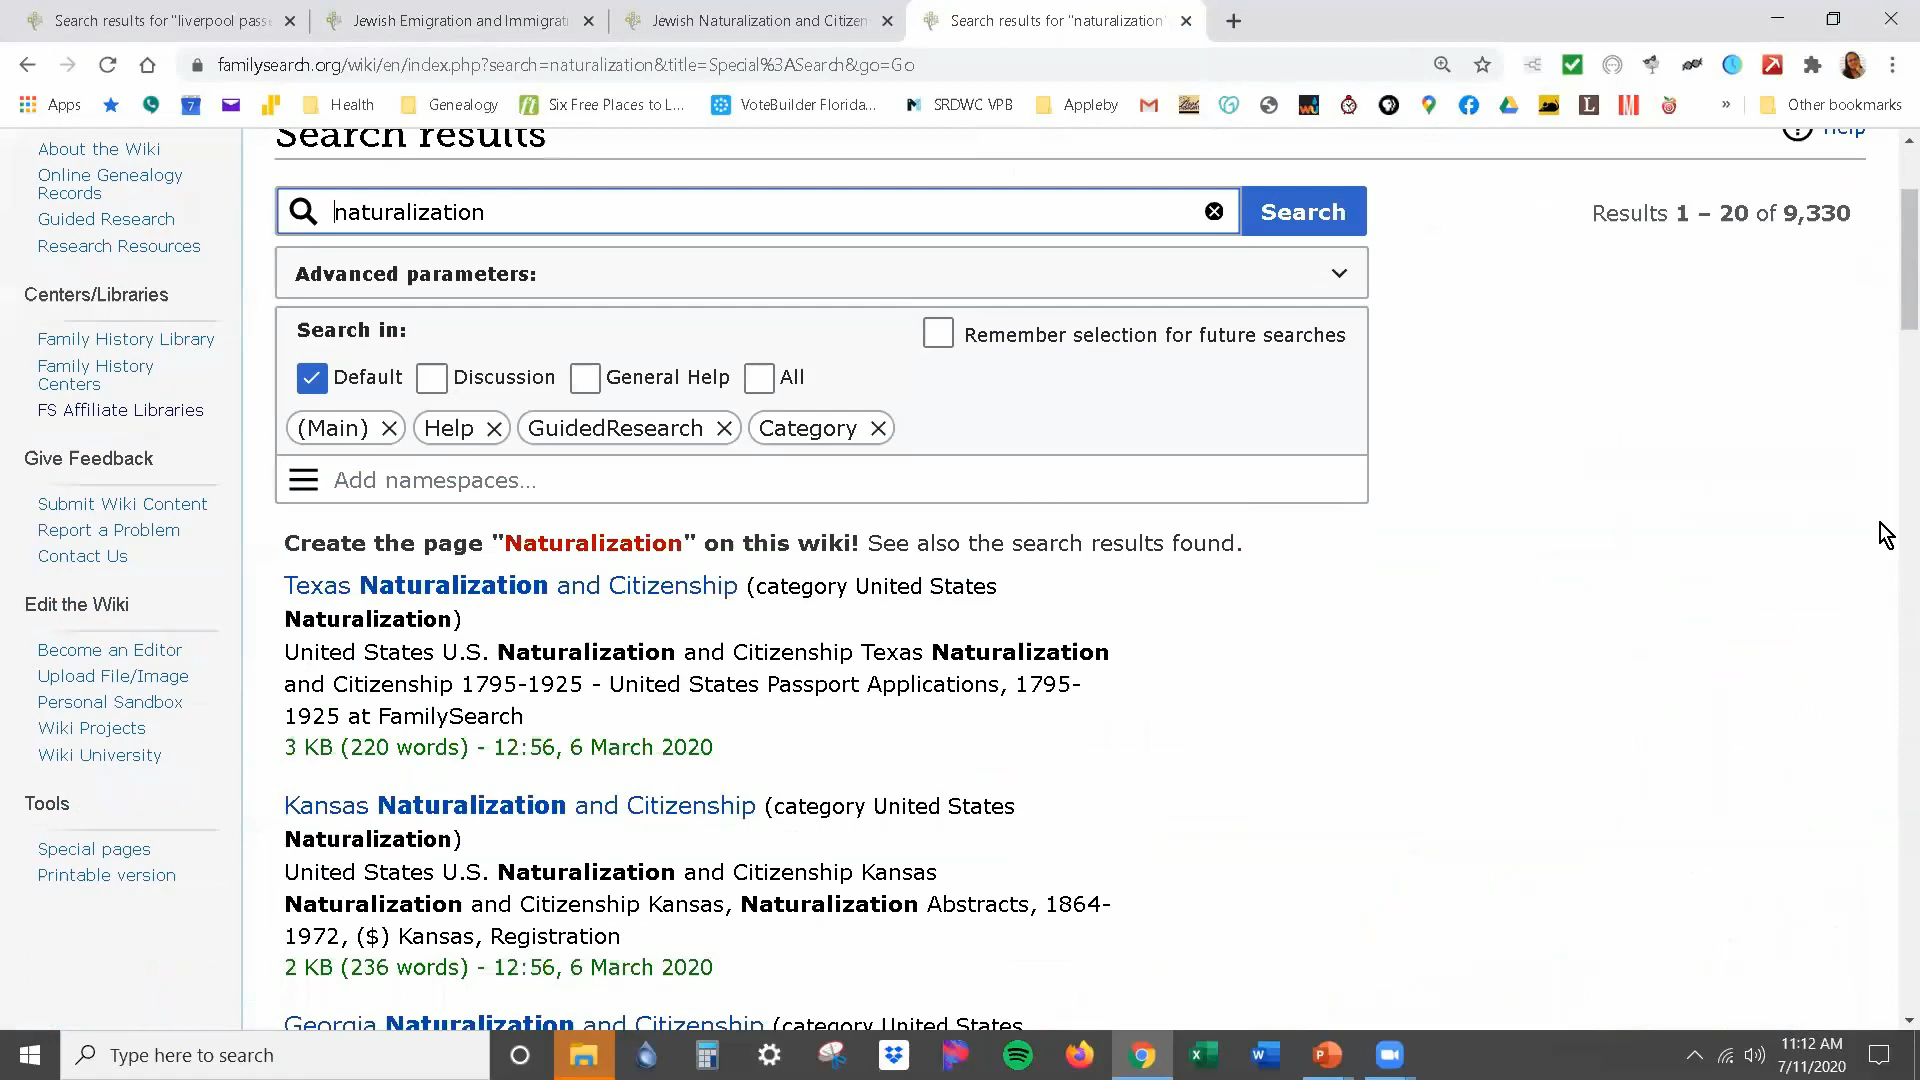 Search results for "liverpool pass
Jewish Emigration and Immigrat
Jewish Naturalization and Citizen
Search results for "naturalization"
familysearch.org/wiki/en/index.php?search=naturalization&title=Special%3ASearch&go=Go
Apps
7
Health
Genealogy
Six Free Places to L...
VoteBuilder Florida...
SRDWC VPB
Appleby
»
Other bookmarks
About the Wiki
Online Genealogy
Records
Guided Research
Research Resources
Centers/Libraries
Family History Library
Family History
Centers
FS Affiliate Libraries
Give Feedback
Submit Wiki Content
Report a Problem
Contact Us
Edit the Wiki
Become an Editor
Upload File/Image
Personal Sandbox
Wiki Projects
Wiki University
Tools
Special pages
Printable version
Search results
Help
naturalization
Search
Results 1 – 20 of 9,330
Advanced parameters:
Search in:
Remember selection for future searches
Default
Discussion
General Help
All
(Main)
Help
GuidedResearch
Category
Add namespaces...
Create the page "Naturalization" on this wiki! See also the search results found.
Texas Naturalization and Citizenship (category United States
Naturalization)
United States U.S. Naturalization and Citizenship Texas Naturalization
and Citizenship 1795-1925 - United States Passport Applications, 1795-
1925 at FamilySearch
3 KB (220 words) - 12:56, 6 March 2020
Kansas Naturalization and Citizenship (category United States
Naturalization)
United States U.S. Naturalization and Citizenship Kansas
Naturalization and Citizenship Kansas, Naturalization Abstracts, 1864-
1972, ($) Kansas, Registration
2 KB (236 words) - 12:56, 6 March 2020
Georgia Naturalization and Citizenship (category United States
Type here to search
11:12 AM
7/11/2020